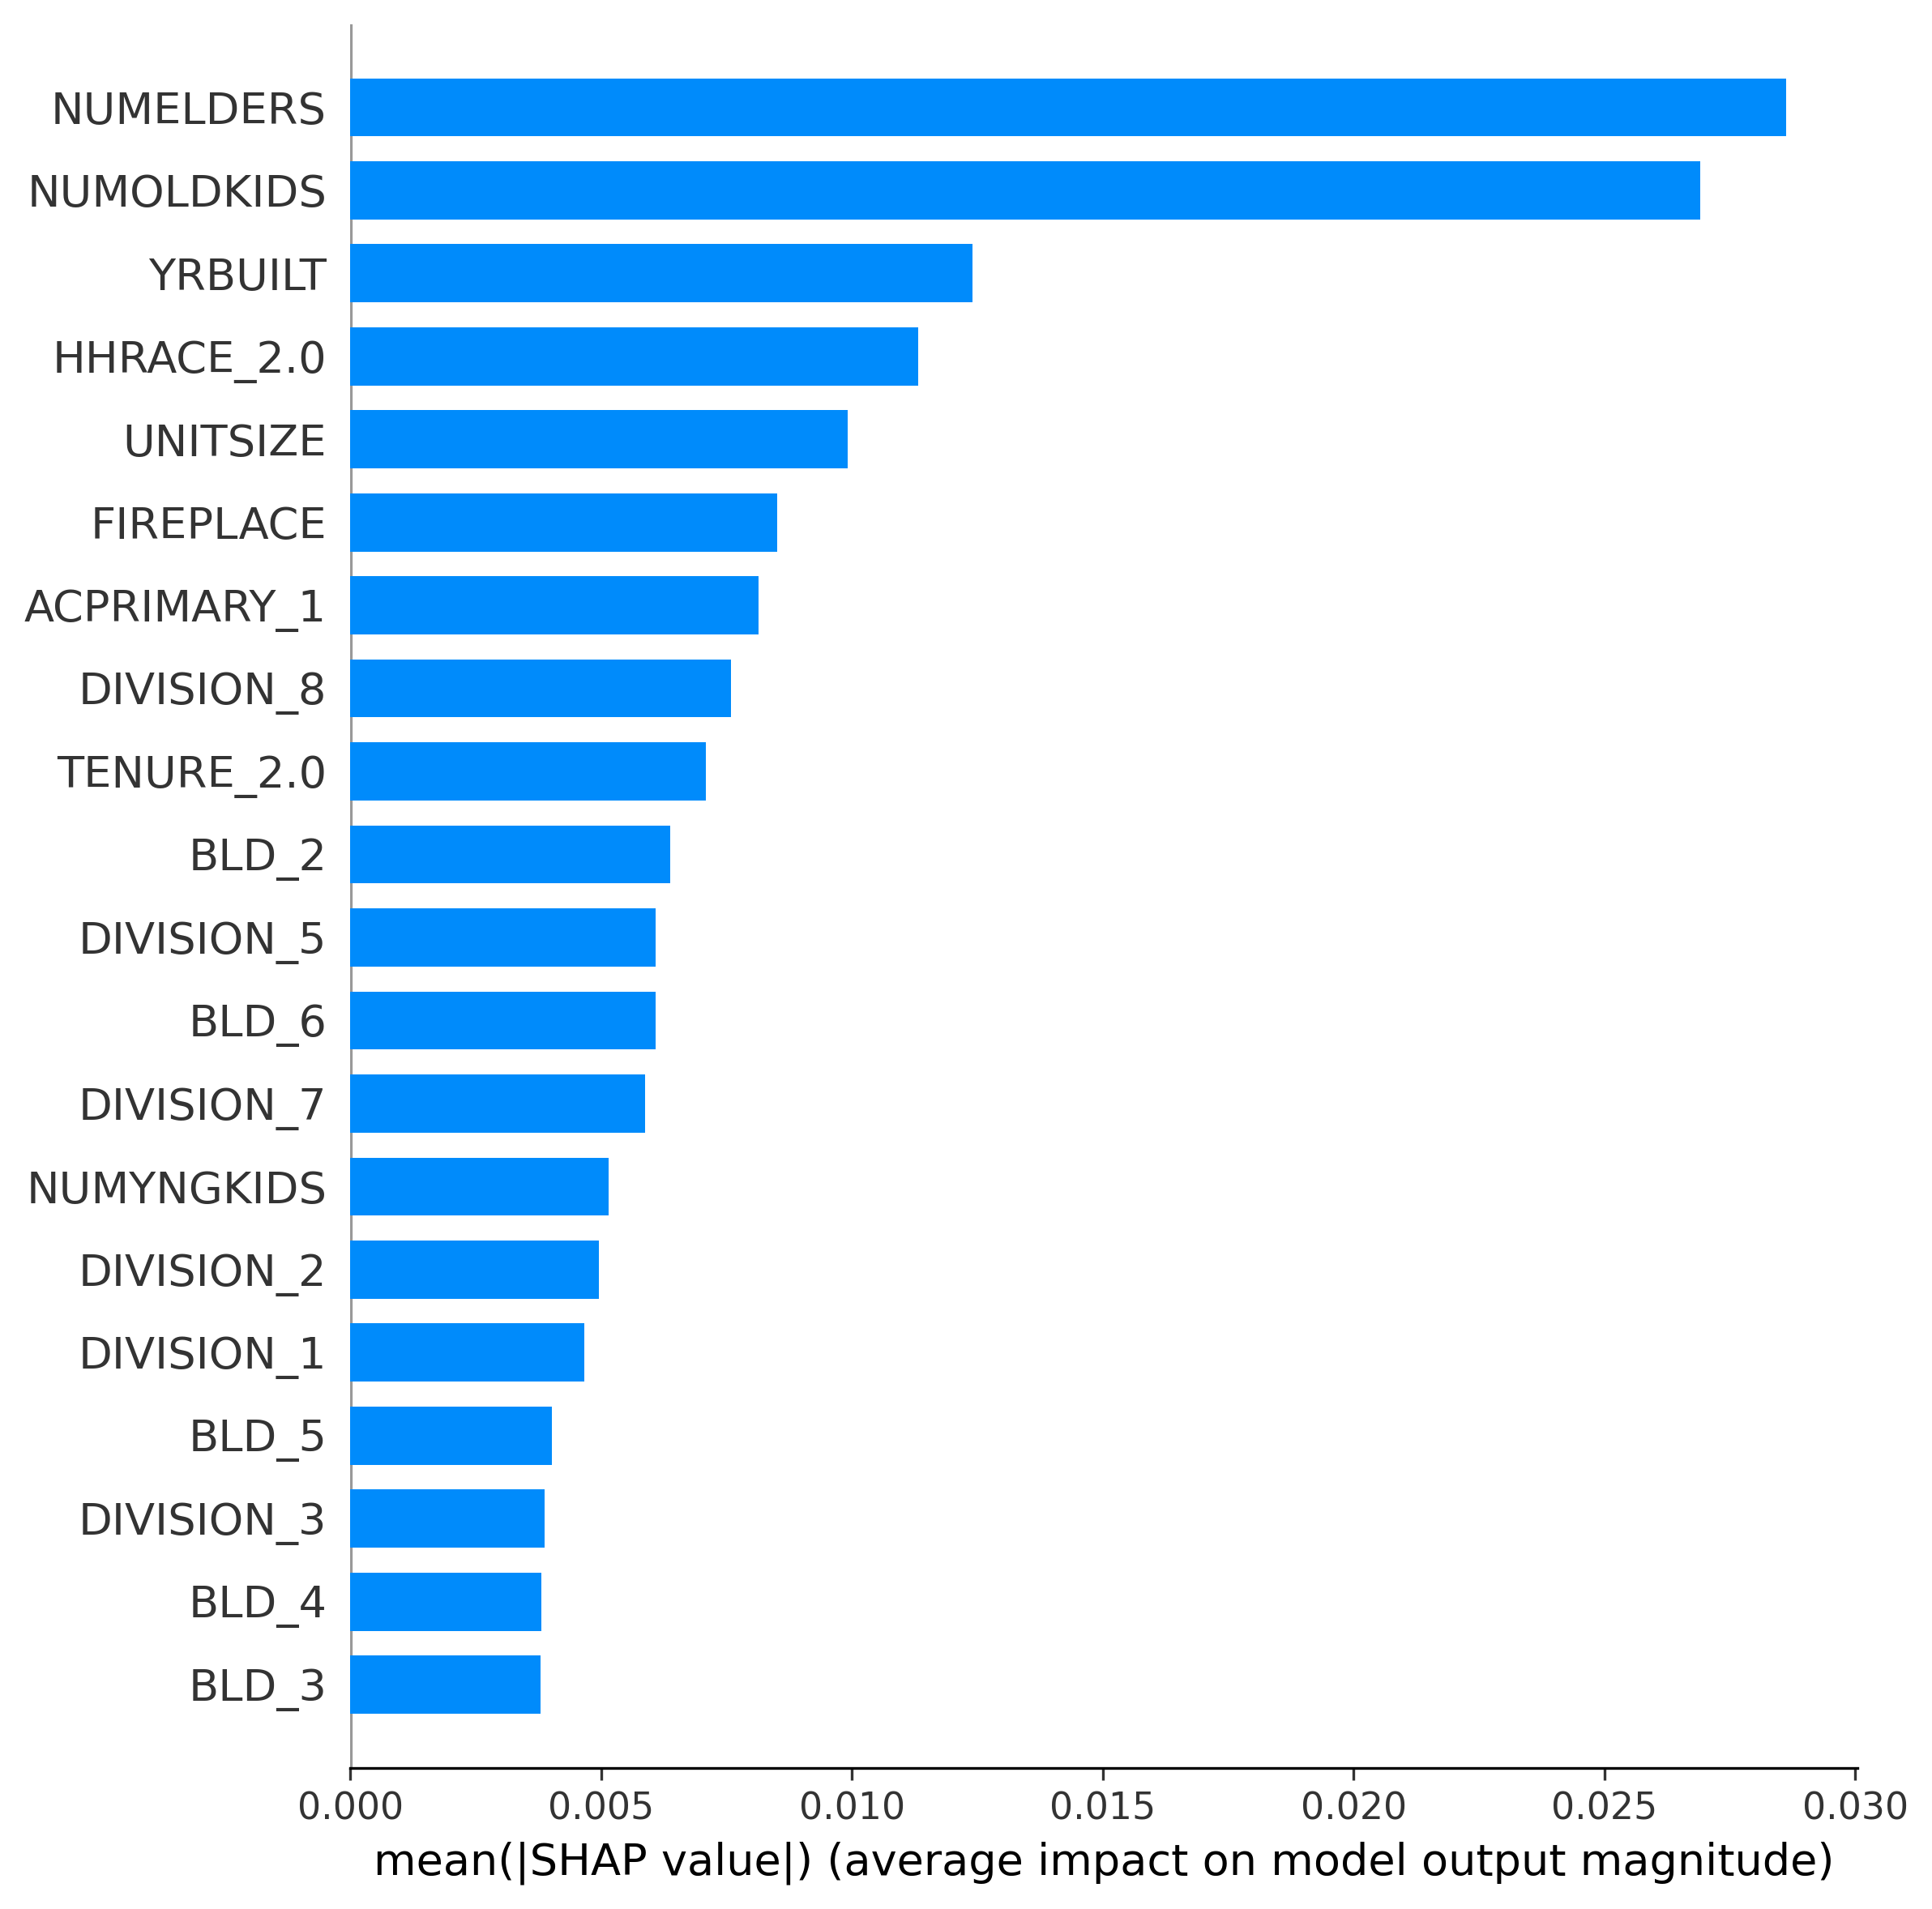 NUMELDERS
NUMOLDKIDS
YRBUILT
HHRACE_2.0
UNITSIZE
FIREPLACE
ACPRIMARY_1
DIVISION_8
TENURE_2.0
BLD_2
DIVISION_5
BLD_6
DIVISION_7
NUMYNGKIDS
DIVISION_2
DIVISION_1
BLD_5
DIVISION_3
BLD_4
BLD_3
0.000 0.005 0.010 0.015 0.020 0.025 0.030
mean(|SHAP value|) (average impact on model output magnitude)